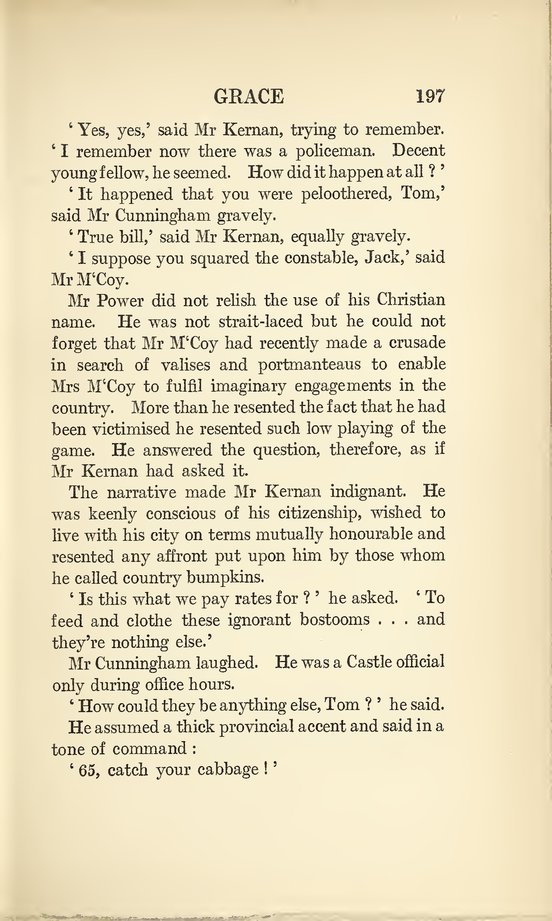 GRACE 197
‘ Yes, yes,’ said Mr Kernan, trying to remember.
‘ I remember now there was a policeman. Decent
young fellow, he seemed. How did it happen at all ? ’
‘ It happened that you were peloothered, Tom,’
said Mr Cunningham gravely.
‘ True bill,’ said Mr Kernan, equally gravely.
‘ I suppose you squared the constable, Jack,’ said
Mr M‘Coy.
Mr Power did not relish the use of his Christian
name. He was not strait-laced but he could not
forget that Mr M‘Coy had recently made a crusade
in search of valises and portmanteaus to enable
Mrs M‘Coy to fulfil imaginary engagements in the
country. More than he resented the fact that he had
been victimised he resented such low playing of the
game. He answered the question, therefore, as if
Mr Kernan had asked it.
The narrative made Mr Kernan indignant. He
was keenly conscious of his citizenship, wished to
live with his city on terms mutually honourable and
resented any affront put upon him by those whom
he called country bumpkins.
‘ Is this what we pay rates for ? ’ he asked. ‘ To
feed and clothe these ignorant bostooms . . . and
they’re nothing else.’
Mr Cunningham laughed. He was a Castle official
only during office hours.
‘ How could they be anything else, Tom ? ’ he said.
He assumed a thick provincial accent and said in a
tone of command :
‘ 65, catch your cabbage ! ’